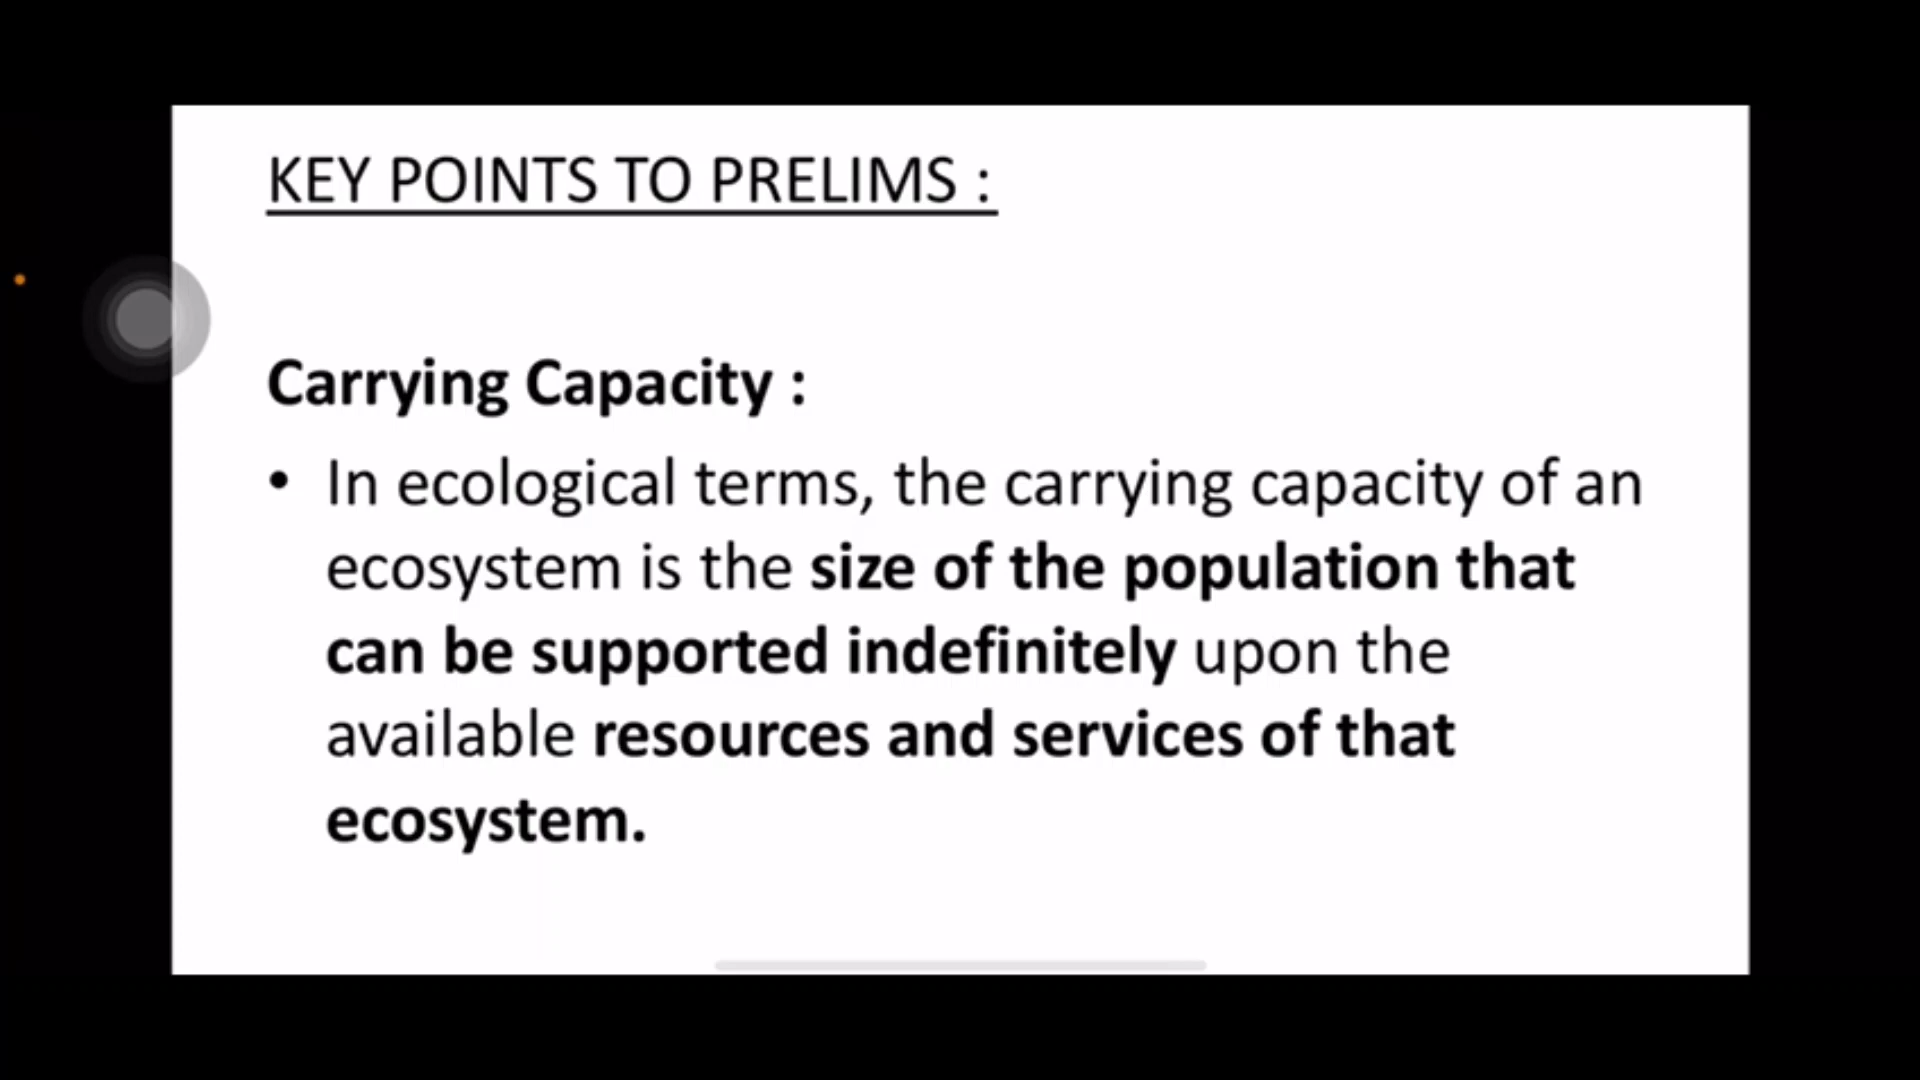 KEY POINTS TO PRELIMS :
Carrying Capacity :
• In ecological terms, the carrying capacity of an
ecosystem is the size of the population that
can be supported indefinitely upon the
available resources and services of that
ecosystem.